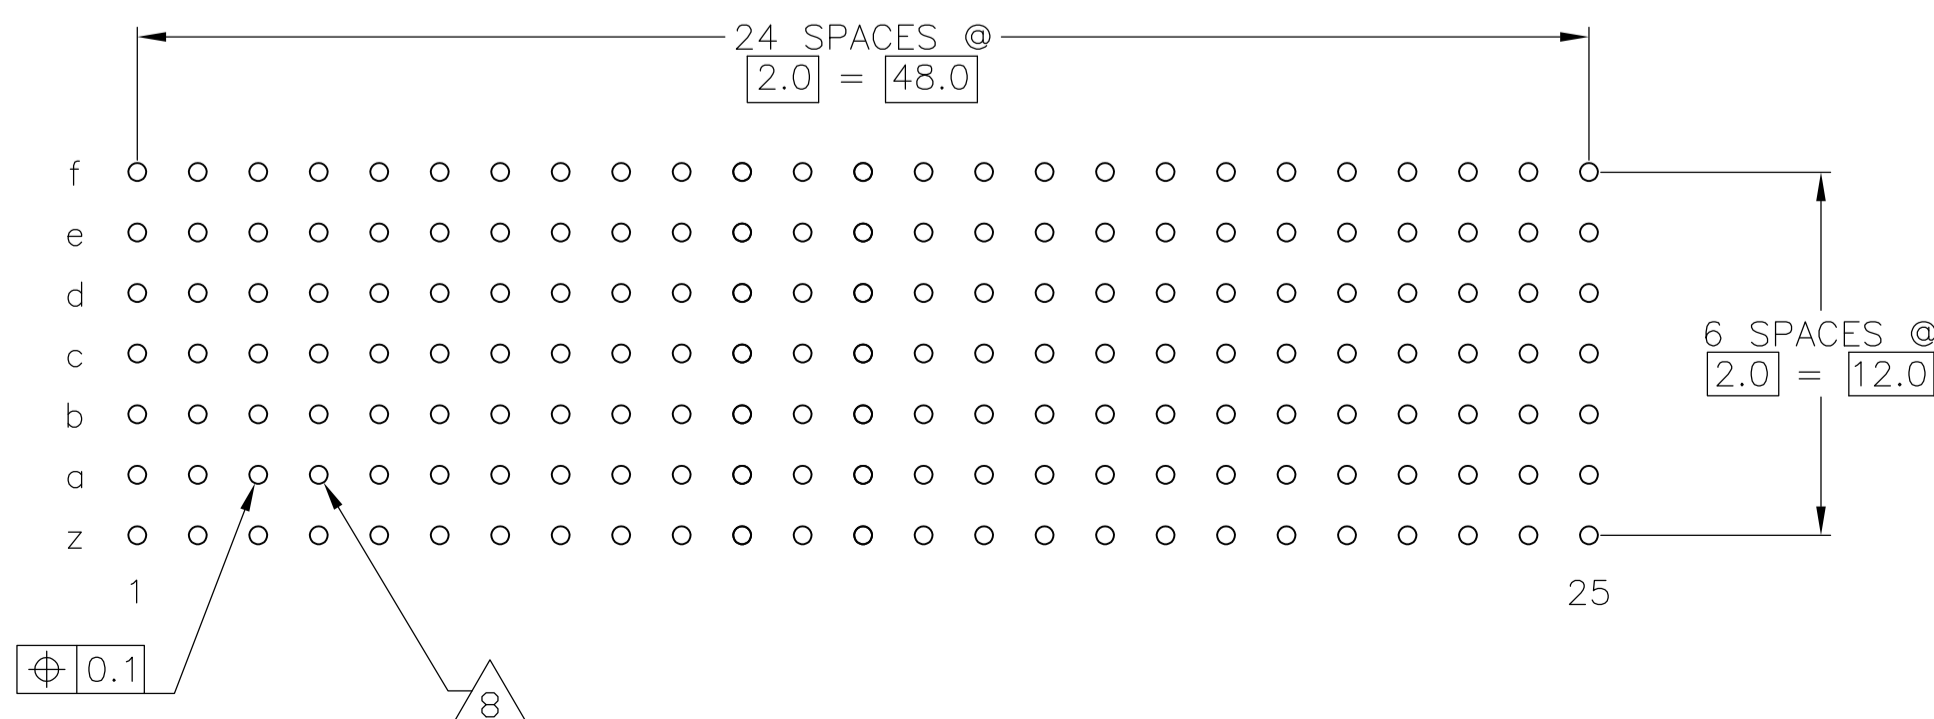 24 SPACES @
2.0 = 48.0
f
e
d
c
6 SPACES @
2.0 = 12.0
b
a
z
1
25
⌖ 0.1
8